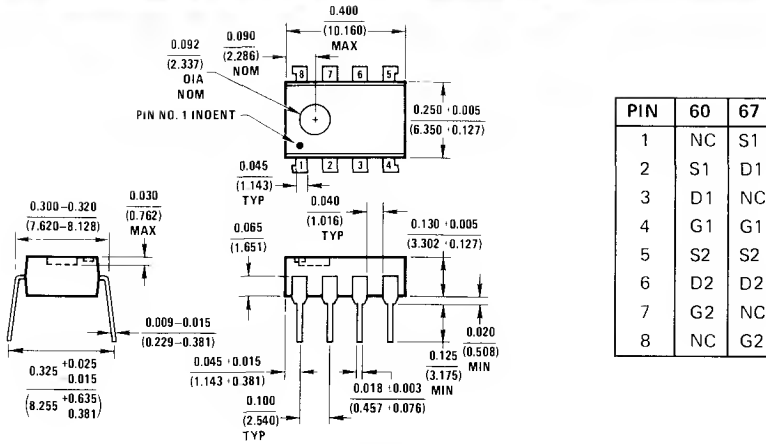 0.400
(10.160)
MAX
0.092
(2.337)
DIA
NOM
0.090
(2.286)
NOM
8 7 6 5
PIN NO. 1 INDENT
0.250 +0.005
(6.350 +0.127)
1 2 3 4
0.045
(1.143)
TYP
0.040
(1.016)
TYP
0.300–0.320
(7.620–8.128)
0.030
(0.762)
MAX
0.065
(1.651)
0.130 +0.005
(3.302 +0.127)
0.009–0.015
(0.229–0.381)
0.020
(0.508)
MIN
0.125
(3.175)
MIN
0.325 +0.025
0.015
(8.255 +0.635
0.381)
0.045 +0.015
(1.143 +0.381)
0.018 ±0.003
(0.457 +0.076)
0.100
(2.540)
TYP
PIN 60 67
1 NC S1
2 S1 D1
3 D1 NC
4 G1 G1
5 S2 S2
6 D2 D2
7 G2 NC
8 NC G2